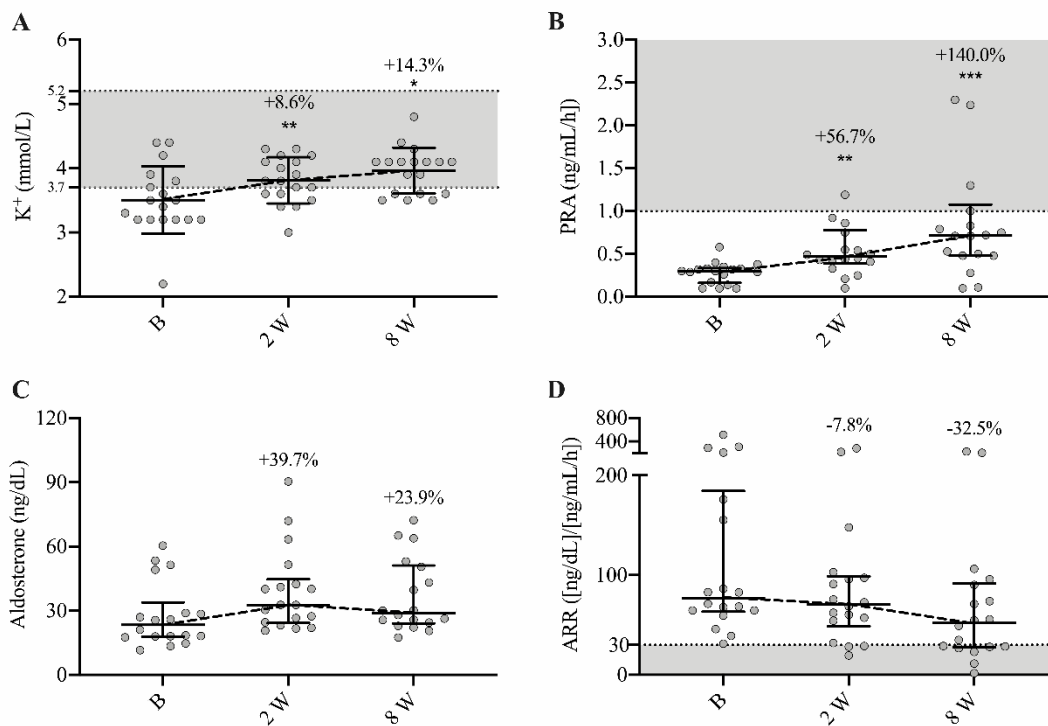 A
K⁺ (mmol/L)
6
5.2
5
4
3.7
3
2
+8.6%
**
+14.3%
*
B
2 W
8 W
B
PRA (ng/mL/h])
3.0
2.5
2.0
1.5
1.0
0.5
0.0
+56.7%
**
+140.0%
***
B
2 W
8 W
C
Aldosterone (ng/dL)
120
90
60
30
0
+39.7%
+23.9%
B
2 W
8 W
D
ARR ([ng/dL]/[ng/mL/h])
800
400
200
100
30
0
-7.8%
-32.5%
B
2 W
8 W